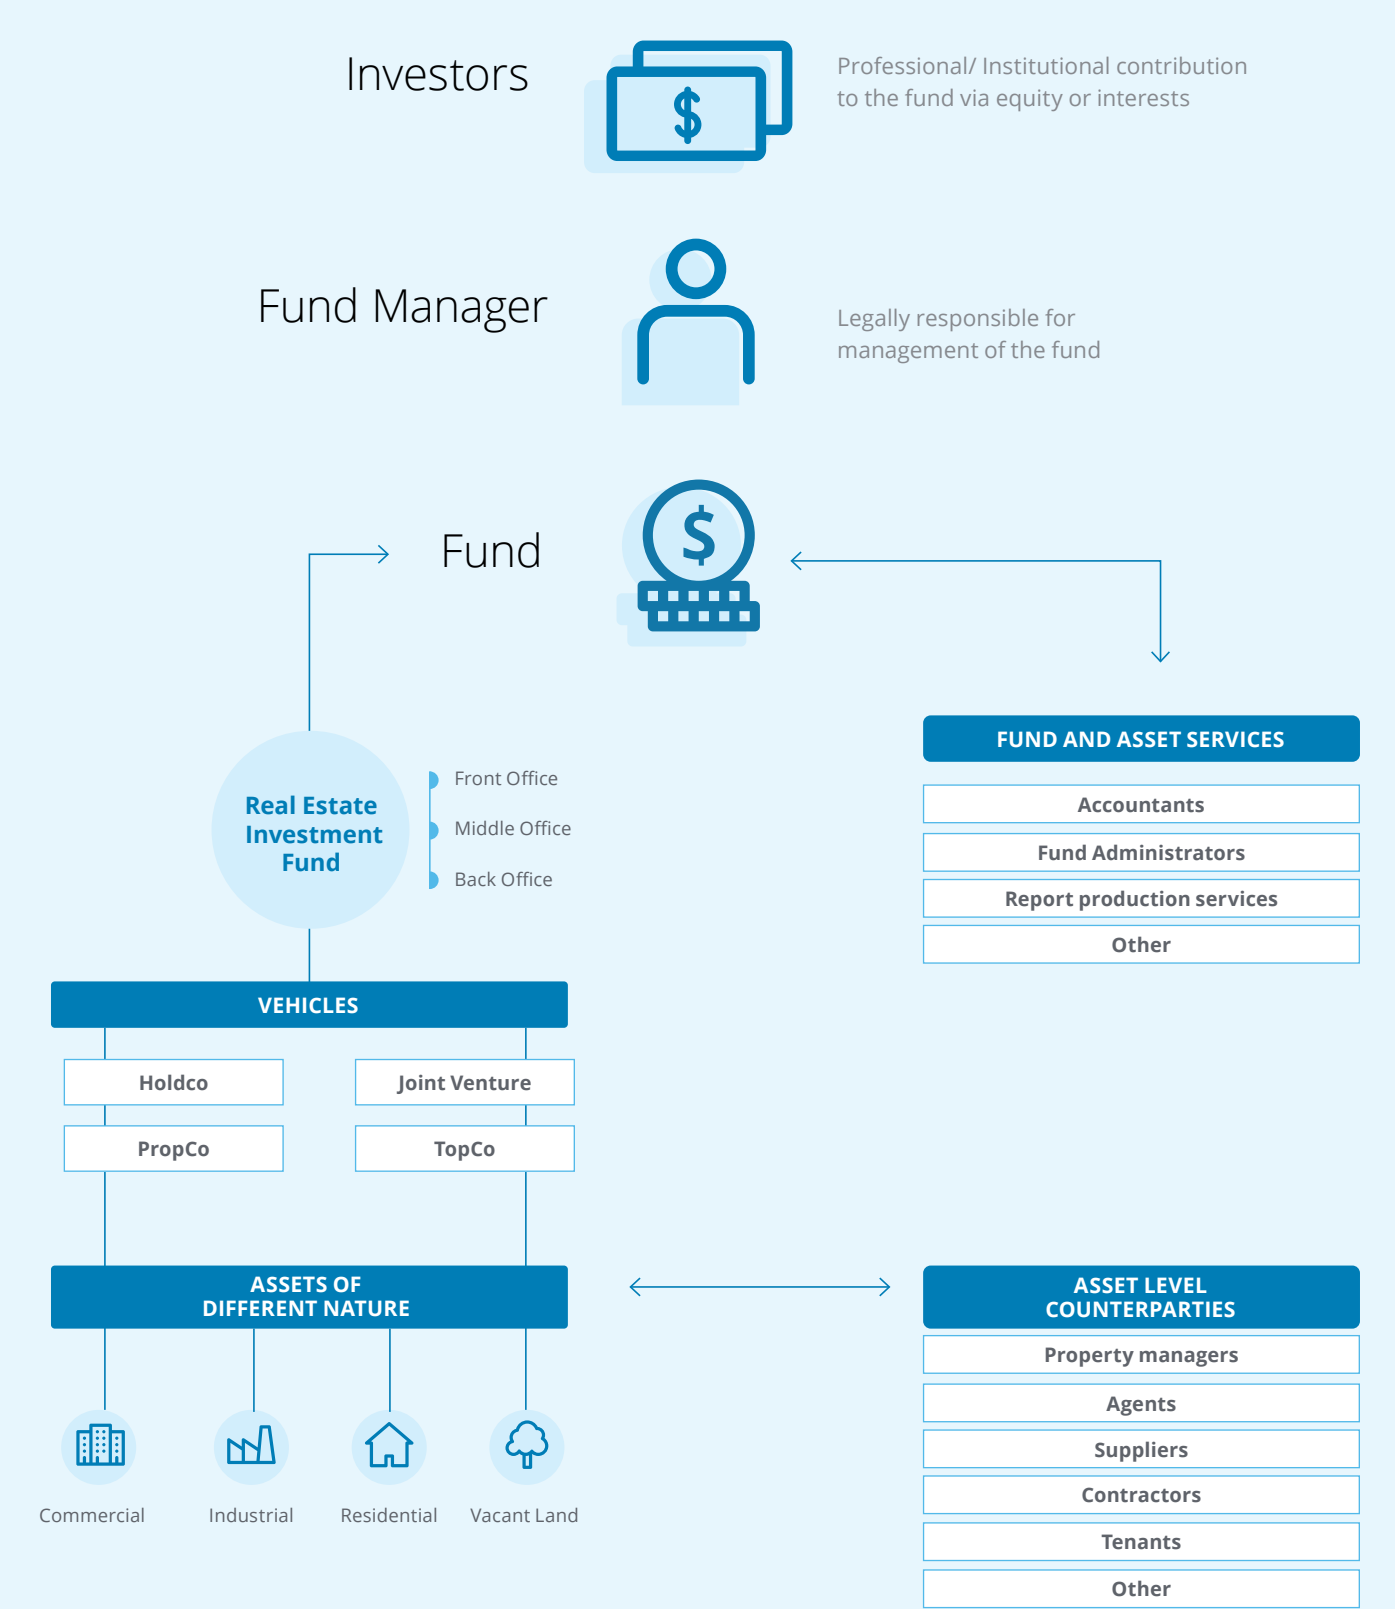 Investors
Professional/ Institutional contribution
to the fund via equity or interests
$
Fund Manager
Legally responsible for
management of the fund
Fund
$
Real Estate
Investment
Fund
Front Office
Middle Office
Back Office
FUND AND ASSET SERVICES
Accountants
Fund Administrators
Report production services
Other
VEHICLES
Holdco
Joint Venture
PropCo
TopCo
ASSETS OF
DIFFERENT NATURE
Commercial
Industrial
Residential
Vacant Land
ASSET LEVEL
COUNTERPARTIES
Property managers
Agents
Suppliers
Contractors
Tenants
Other